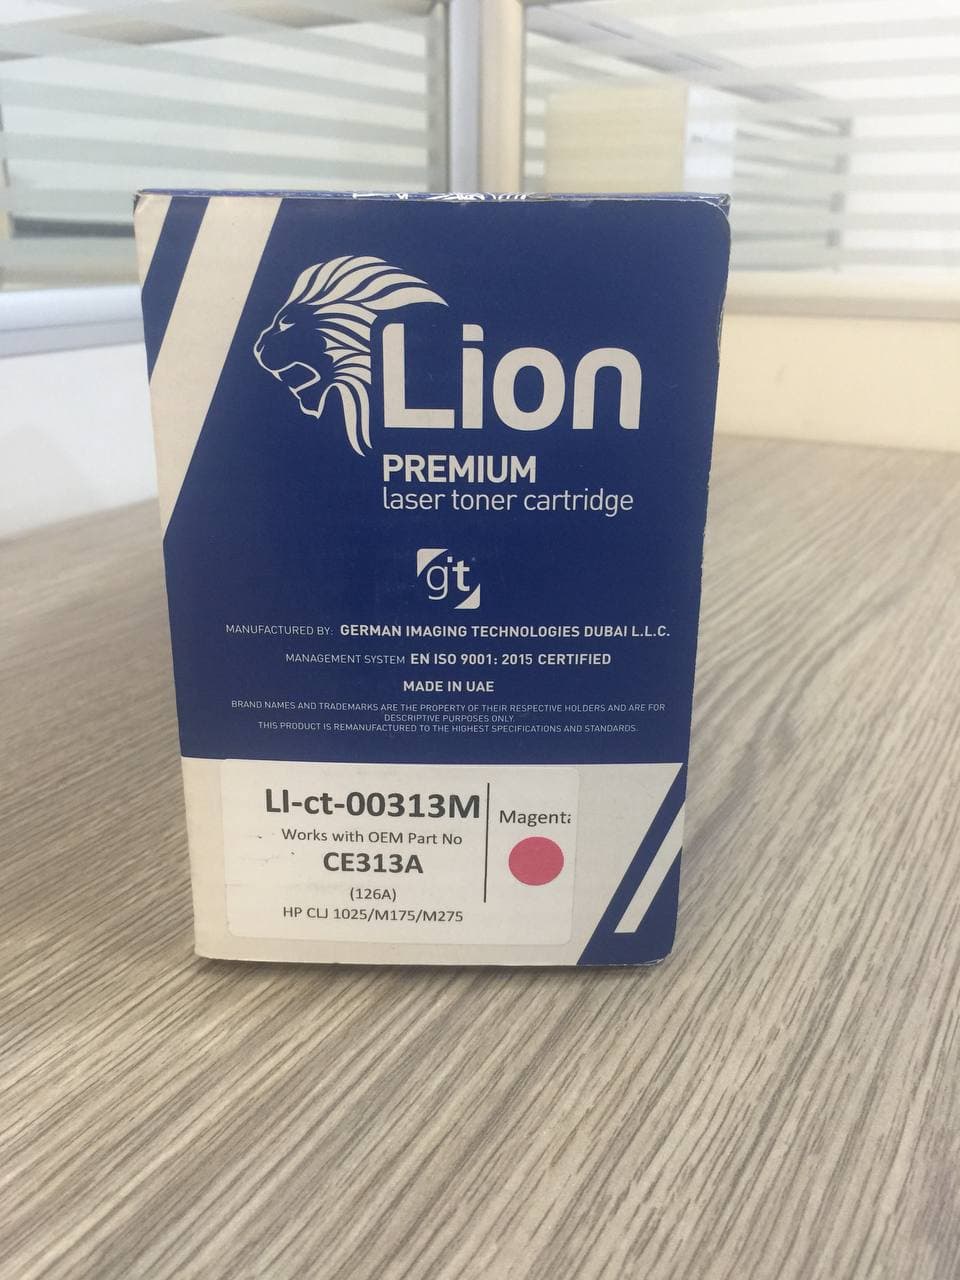 Lion
PREMIUM
laser toner cartridge
git
MANUFACTURED BY: GERMAN IMAGING TECHNOLOGIES DUBAI L.L.C.
MANAGEMENT SYSTEM EN ISO 9001: 2015 CERTIFIED
MADE IN UAE
BRAND NAMES AND TRADEMARKS ARE THE PROPERTY OF THEIR RESPECTIVE HOLDERS AND ARE FOR
DESCRIPTIVE PURPOSES ONLY.
THIS PRODUCT IS REMANUFACTURED TO THE HIGHEST SPECIFICATIONS AND STANDARDS.
LI-ct-00313M
Works with OEM Part No
CE313A
(126A)
HP CLJ 1025/M175/M275
Magenta